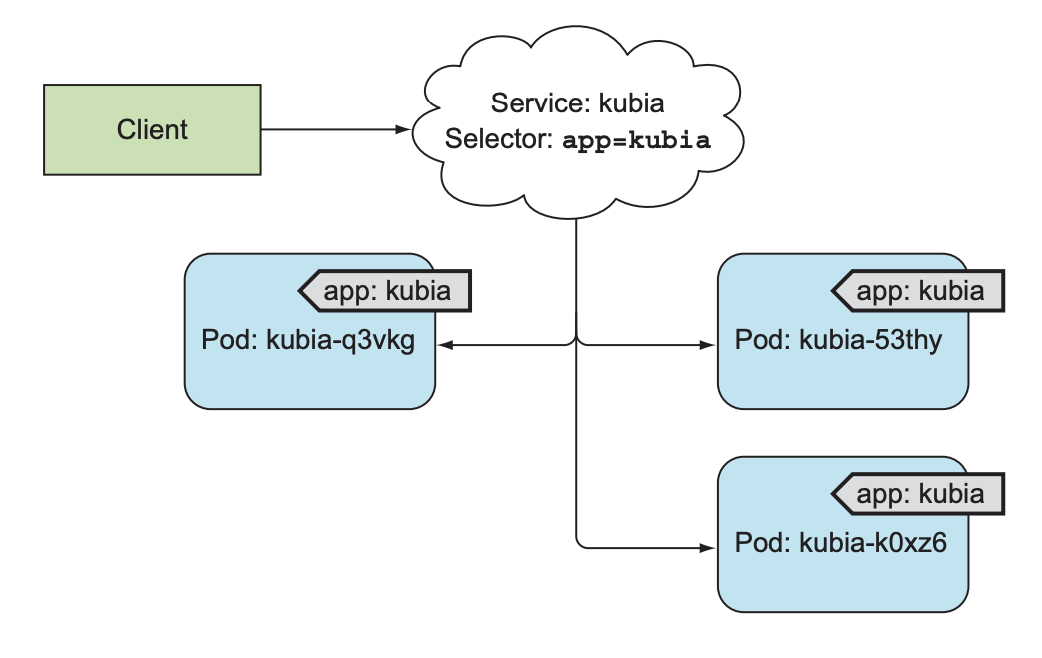 Client
Service: kubia
Selector: app=kubia
app: kubia
Pod: kubia-q3vkg
app: kubia
Pod: kubia-53thy
app: kubia
Pod: kubia-k0xz6